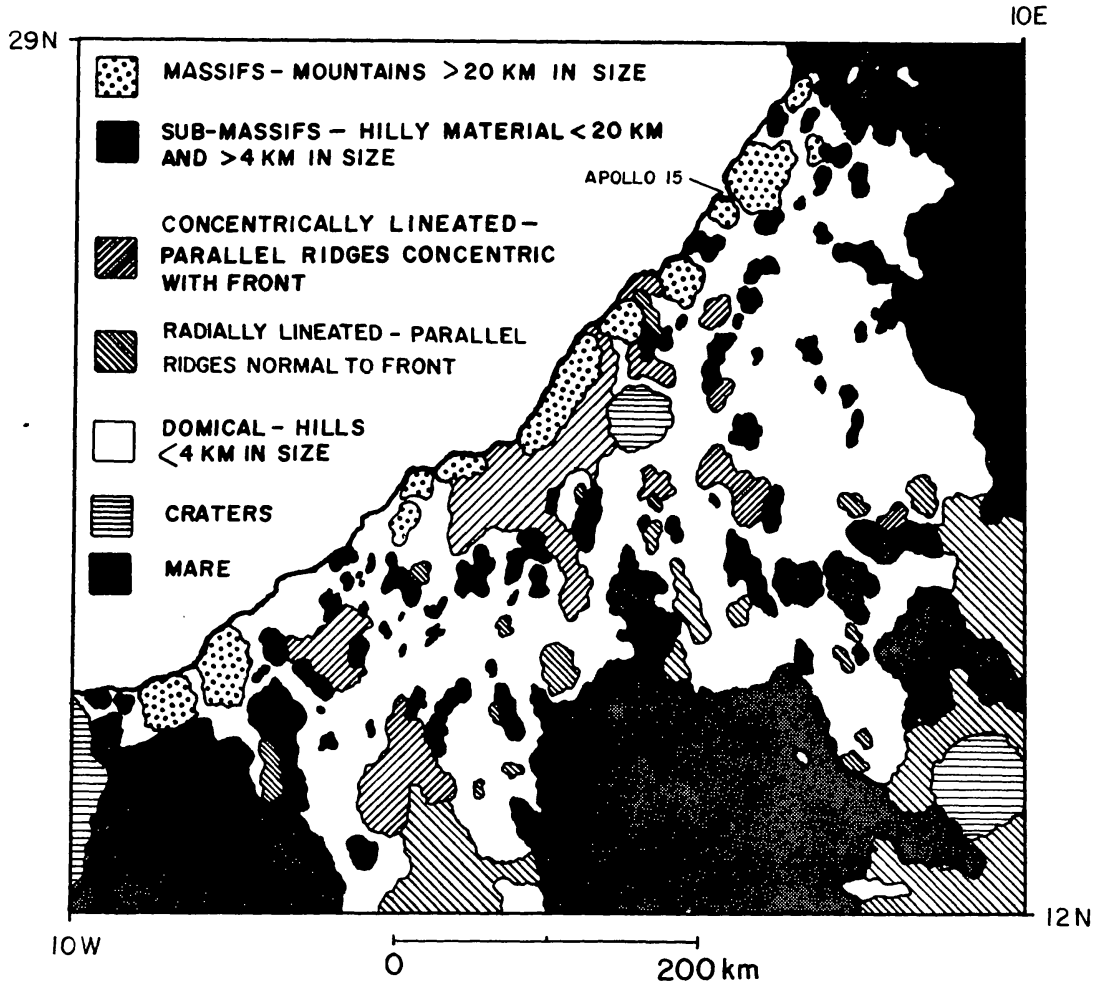 10E
29N
MASSIFS – MOUNTAINS >20 KM IN SIZE
SUB-MASSIFS – HILLY MATERIAL <20 KM
AND >4 KM IN SIZE
APOLLO 15
CONCENTRICALLY LINEATED –
PARALLEL RIDGES CONCENTRIC
WITH FRONT
RADIALLY LINEATED – PARALLEL
RIDGES NORMAL TO FRONT
DOMICAL – HILLS
<4 KM IN SIZE
CRATERS
MARE
12N
10W
0
200 km